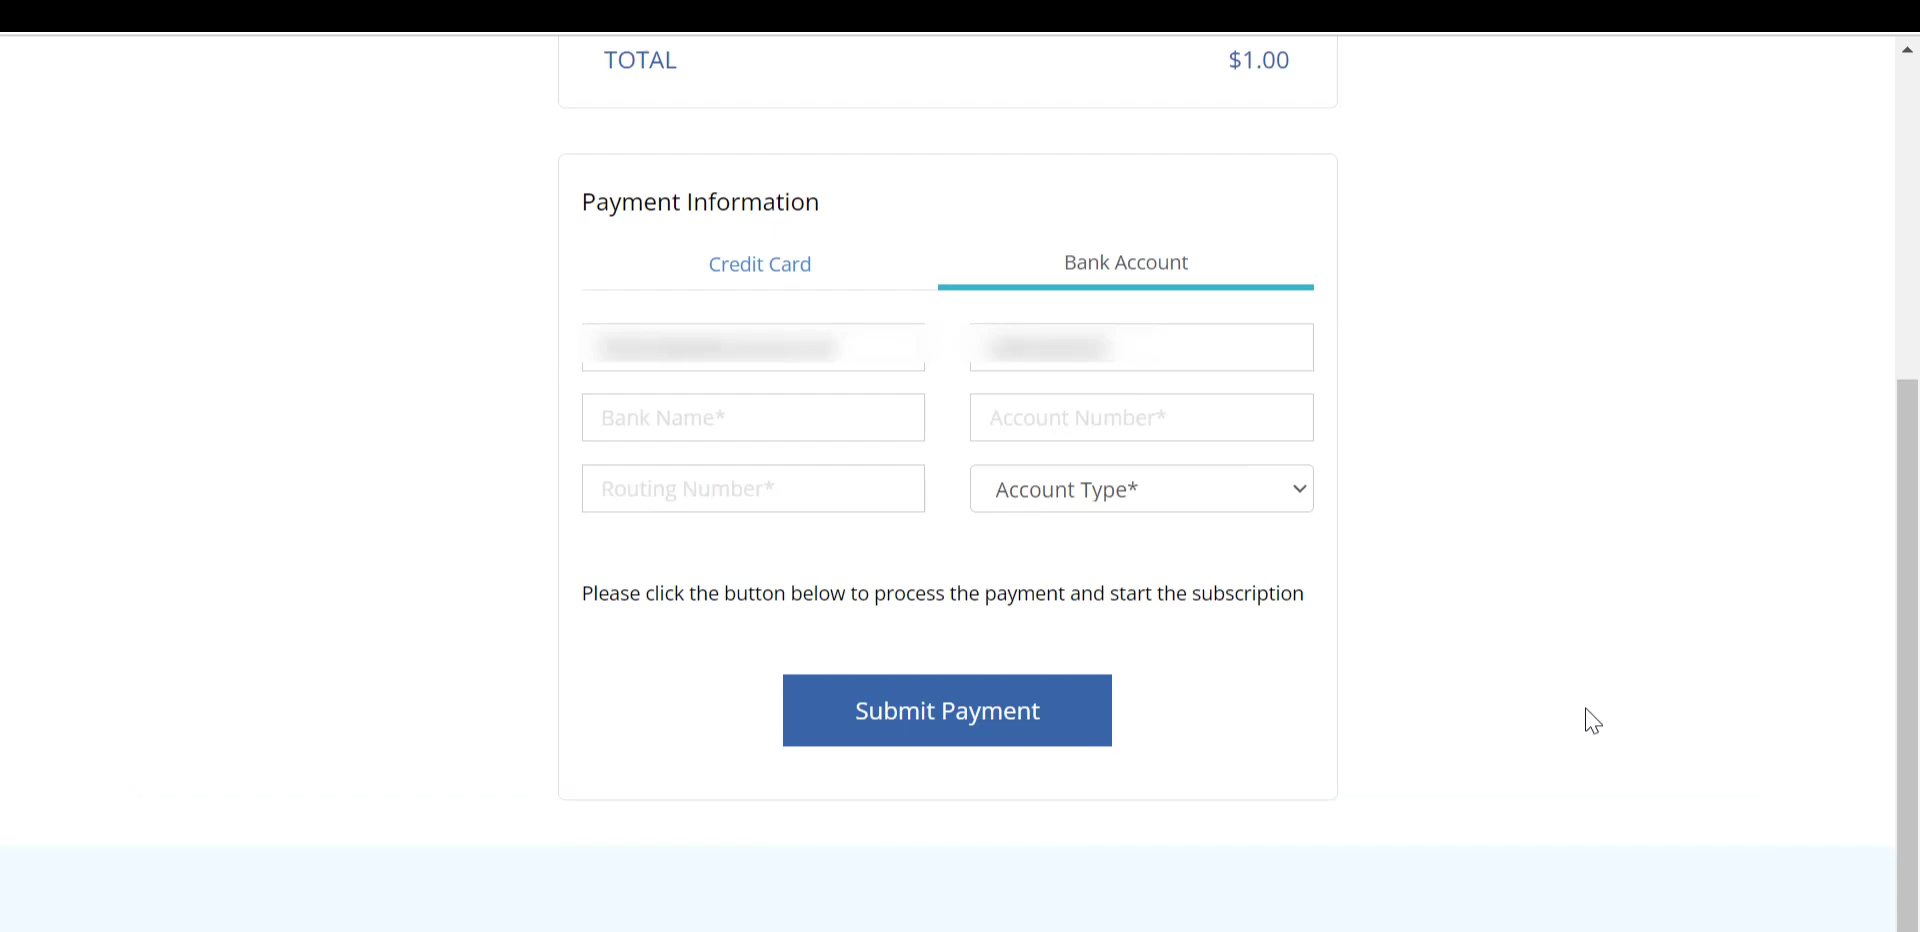 TOTAL $1.00
Payment Information
Credit Card Bank Account
Bank Name* Account Number*
Routing Number* Account Type*
Please click the button below to process the payment and start the subscription
Submit Payment